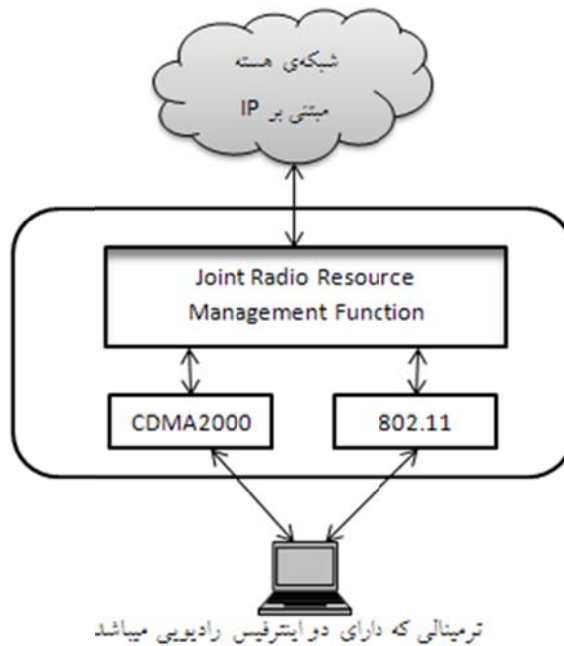 شبکه‌ی هسته
مبتنی بر IP
Joint Radio Resource
Management Function
CDMA2000
802.11
ترمینالی که دارای دو اینترفیس رادیویی میباشد